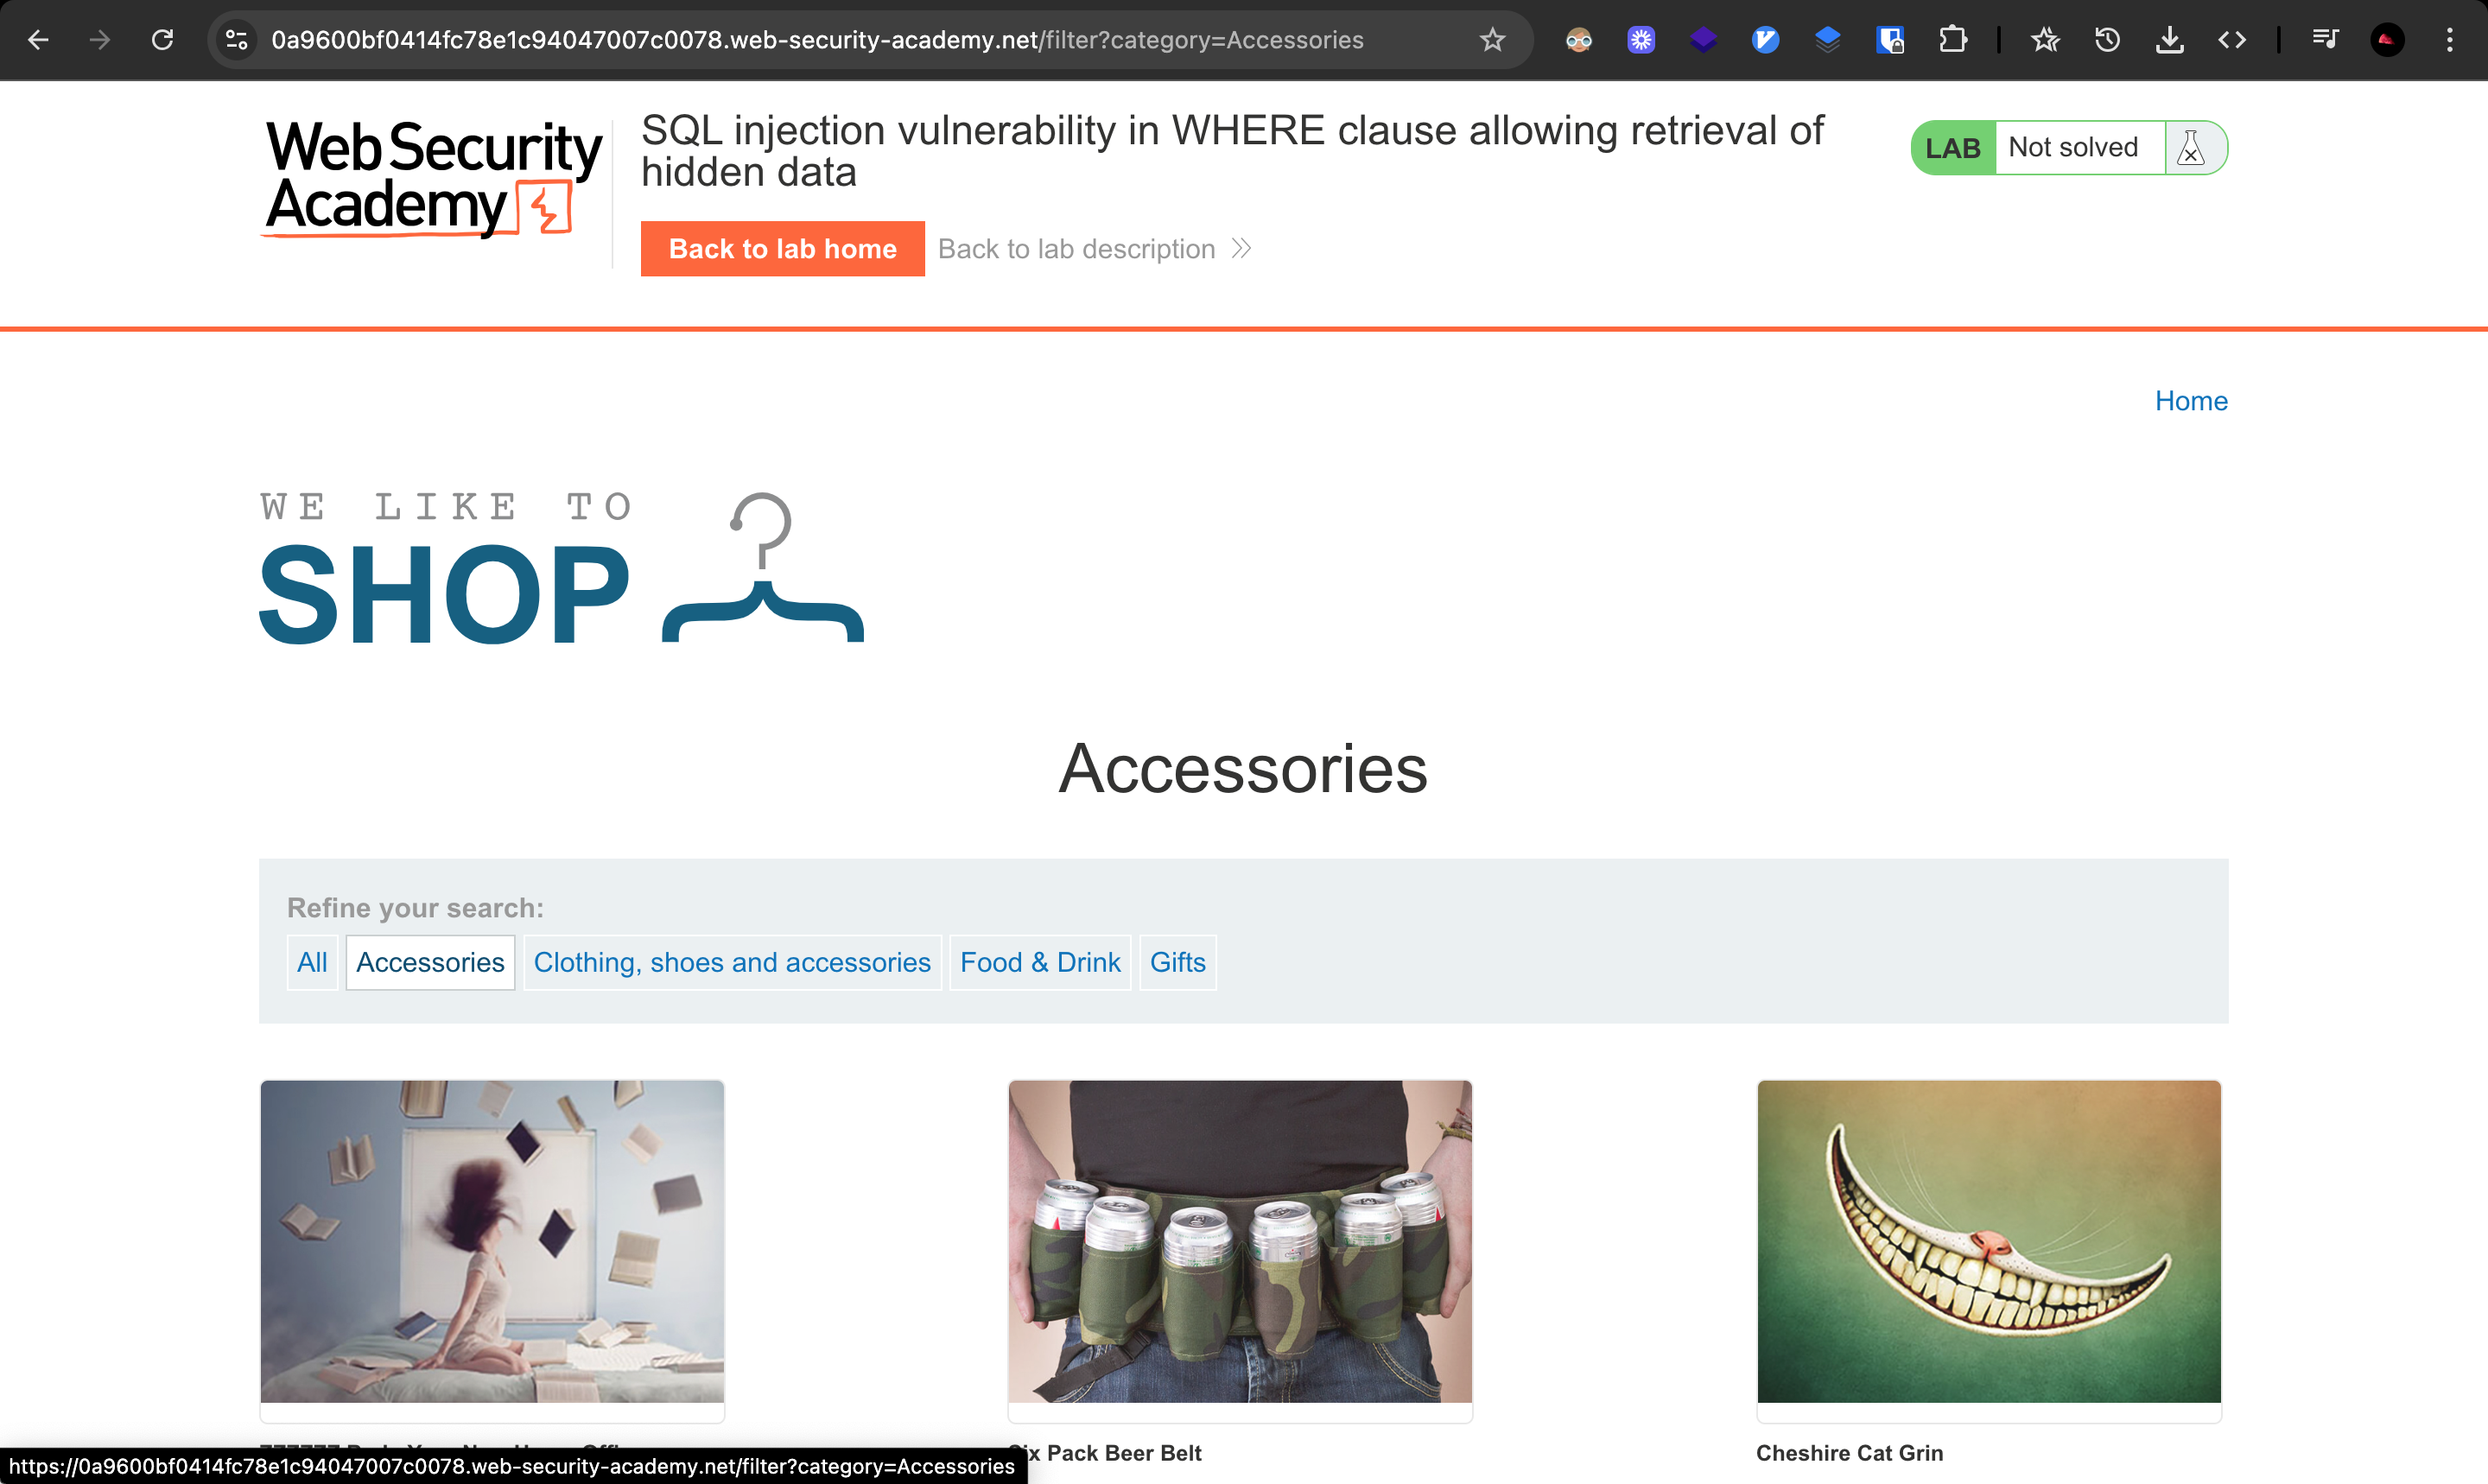 0a9600bf0414fc78e1c94047007c0078.web-security-academy.net/filter?category=Accessories
Web Security
Academy
SQL injection vulnerability in WHERE clause allowing retrieval of
hidden data
LAB Not solved
Back to lab home Back to lab description
Home
WE LIKE TO
SHOP
Accessories
Refine your search:
All Accessories Clothing, shoes and accessories Food & Drink Gifts
Six Pack Beer Belt Cheshire Cat Grin
https://0a9600bf0414fc78e1c94047007c0078.web-security-academy.net/filter?category=Accessories